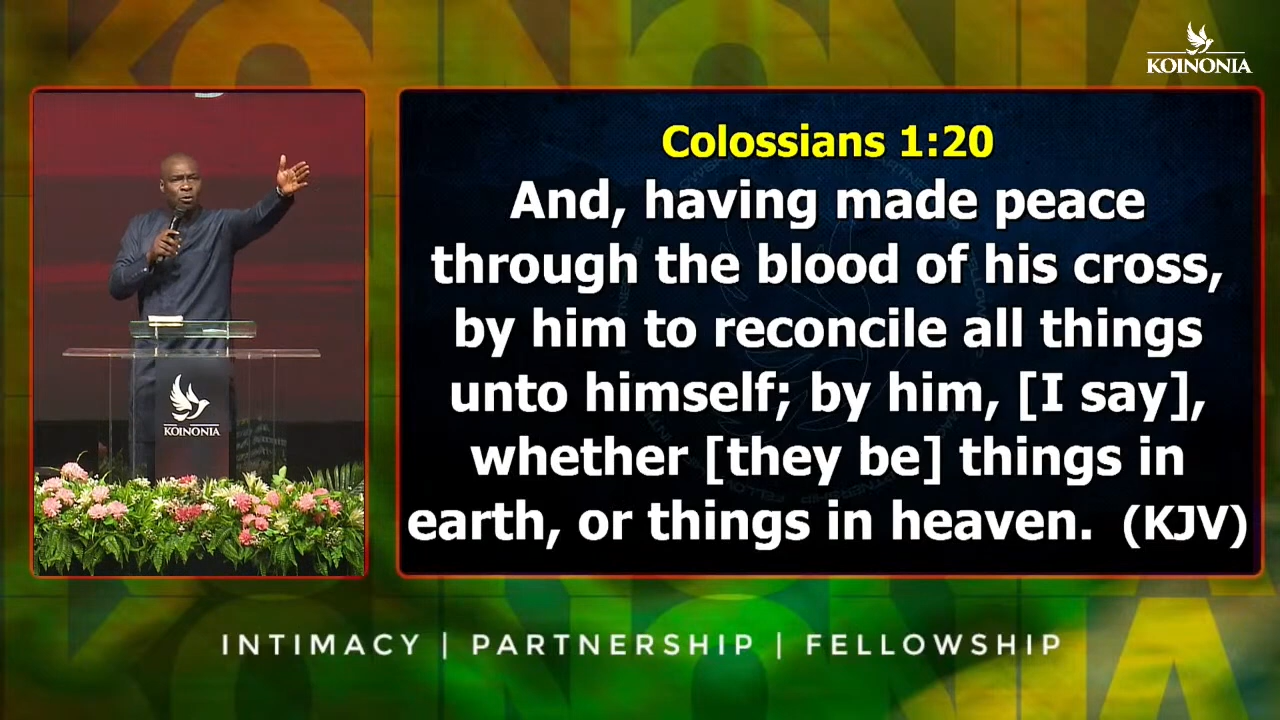 KOINONIA
Colossians 1:20
And, having made peace
through the blood of his cross,
by him to reconcile all things
unto himself; by him, [I say],
whether [they be] things in
earth, or things in heaven. (KJV)
KOINONIA
INTIMACY | PARTNERSHIP | FELLOWSHIP